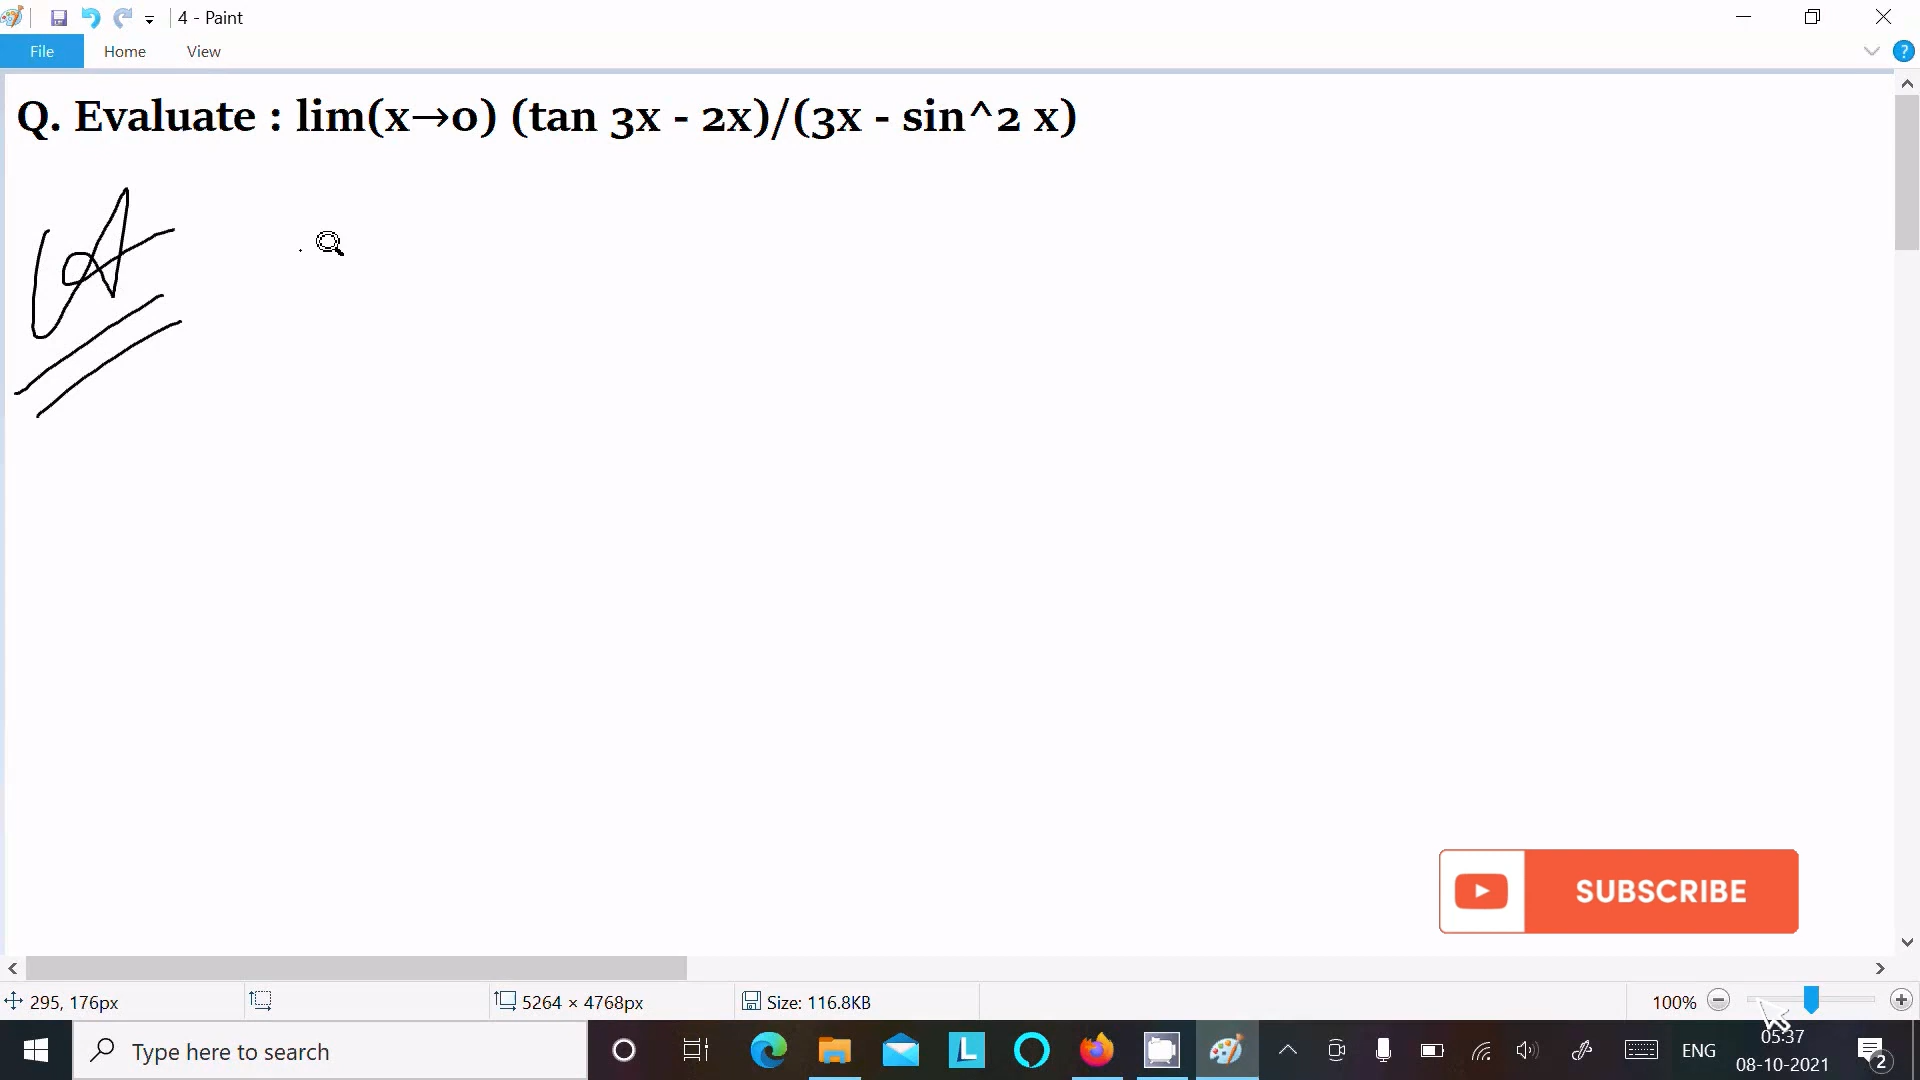 4 - Paint
File Home View
Q. Evaluate : lim(x→0) (tan 3x - 2x)/(3x - sin^2 x)
SUBSCRIBE
295, 176px 5264 × 4768px Size: 116.8KB 100%
Type here to search L ENG 05:37
08-10-2021 2